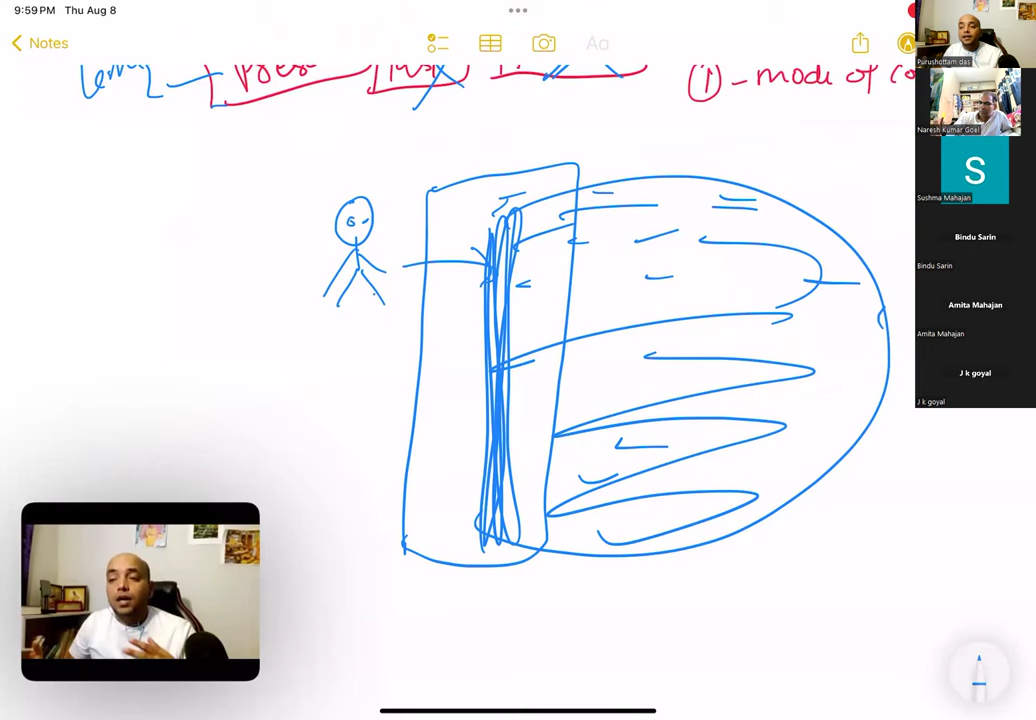 9:59 PM Thu Aug 8
Notes
Aa
① - mode of co
Purushottam das
Naresh Kumar Goel
S
Sushma Mahajan
Bindu Sarin
Bindu Sarin
Amita Mahajan
Amita Mahajan
J k goyal
J k goyal